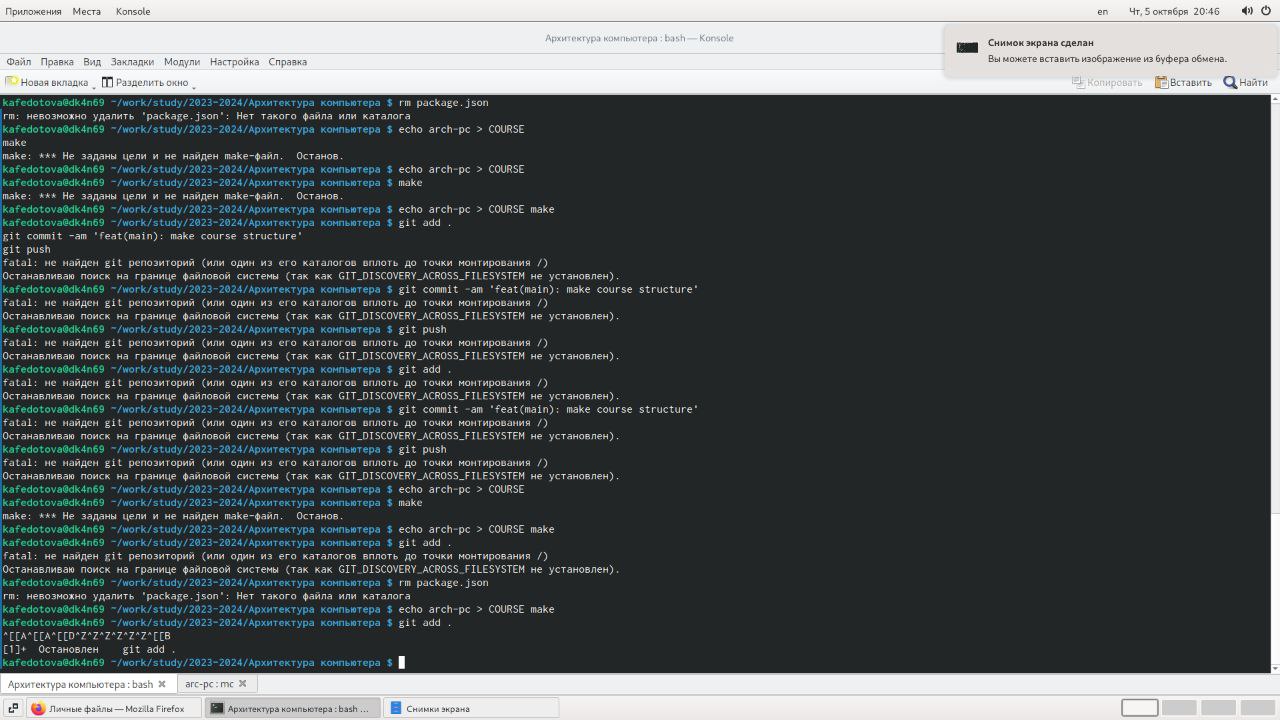 Приложения Места Konsole en Чт, 5 октября 20:46
Архитектура компьютера : bash — Konsole
Снимок экрана сделан
Вы можете вставить изображение из буфера обмена.
Файл Правка Вид Закладки Модули Настройка Справка
Новая вкладка Разделить окно Копировать Вставить Найти
kafedotova@dk4n69 ~/work/study/2023-2024/Архитектура компьютера $ rm package.json
rm: невозможно удалить 'package.json': Нет такого файла или каталога
kafedotova@dk4n69 ~/work/study/2023-2024/Архитектура компьютера $ echo arch-pc > COURSE
make
make: *** Не заданы цели и не найден make-файл.  Останов.
kafedotova@dk4n69 ~/work/study/2023-2024/Архитектура компьютера $ echo arch-pc > COURSE
kafedotova@dk4n69 ~/work/study/2023-2024/Архитектура компьютера $ make
make: *** Не заданы цели и не найден make-файл.  Останов.
kafedotova@dk4n69 ~/work/study/2023-2024/Архитектура компьютера $ echo arch-pc > COURSE make
kafedotova@dk4n69 ~/work/study/2023-2024/Архитектура компьютера $ git add .
git commit -am 'feat(main): make course structure'
git push
fatal: не найден git репозиторий (или один из его каталогов вплоть до точки монтирования /)
Останавливаю поиск на границе файловой системы (так как GIT_DISCOVERY_ACROSS_FILESYSTEM не установлен).
kafedotova@dk4n69 ~/work/study/2023-2024/Архитектура компьютера $ git commit -am 'feat(main): make course structure'
fatal: не найден git репозиторий (или один из его каталогов вплоть до точки монтирования /)
Останавливаю поиск на границе файловой системы (так как GIT_DISCOVERY_ACROSS_FILESYSTEM не установлен).
kafedotova@dk4n69 ~/work/study/2023-2024/Архитектура компьютера $ git push
fatal: не найден git репозиторий (или один из его каталогов вплоть до точки монтирования /)
Останавливаю поиск на границе файловой системы (так как GIT_DISCOVERY_ACROSS_FILESYSTEM не установлен).
kafedotova@dk4n69 ~/work/study/2023-2024/Архитектура компьютера $ git add .
fatal: не найден git репозиторий (или один из его каталогов вплоть до точки монтирования /)
Останавливаю поиск на границе файловой системы (так как GIT_DISCOVERY_ACROSS_FILESYSTEM не установлен).
kafedotova@dk4n69 ~/work/study/2023-2024/Архитектура компьютера $ git commit -am 'feat(main): make course structure'
fatal: не найден git репозиторий (или один из его каталогов вплоть до точки монтирования /)
Останавливаю поиск на границе файловой системы (так как GIT_DISCOVERY_ACROSS_FILESYSTEM не установлен).
kafedotova@dk4n69 ~/work/study/2023-2024/Архитектура компьютера $ git push
fatal: не найден git репозиторий (или один из его каталогов вплоть до точки монтирования /)
Останавливаю поиск на границе файловой системы (так как GIT_DISCOVERY_ACROSS_FILESYSTEM не установлен).
kafedotova@dk4n69 ~/work/study/2023-2024/Архитектура компьютера $ echo arch-pc > COURSE
kafedotova@dk4n69 ~/work/study/2023-2024/Архитектура компьютера $ make
make: *** Не заданы цели и не найден make-файл.  Останов.
kafedotova@dk4n69 ~/work/study/2023-2024/Архитектура компьютера $ echo arch-pc > COURSE make
kafedotova@dk4n69 ~/work/study/2023-2024/Архитектура компьютера $ git add .
fatal: не найден git репозиторий (или один из его каталогов вплоть до точки монтирования /)
Останавливаю поиск на границе файловой системы (так как GIT_DISCOVERY_ACROSS_FILESYSTEM не установлен).
kafedotova@dk4n69 ~/work/study/2023-2024/Архитектура компьютера $ rm package.json
rm: невозможно удалить 'package.json': Нет такого файла или каталога
kafedotova@dk4n69 ~/work/study/2023-2024/Архитектура компьютера $ echo arch-pc > COURSE make
kafedotova@dk4n69 ~/work/study/2023-2024/Архитектура компьютера $ git add .
^[[A^[[A^[[D^Z^Z^Z^Z^Z^Z^[[B
[1]+  Остановлен    git add .
kafedotova@dk4n69 ~/work/study/2023-2024/Архитектура компьютера $
Архитектура компьютера : bash arc-pc : mc
Личные файлы — Mozilla Firefox Архитектура компьютера : bash ... Снимки экрана